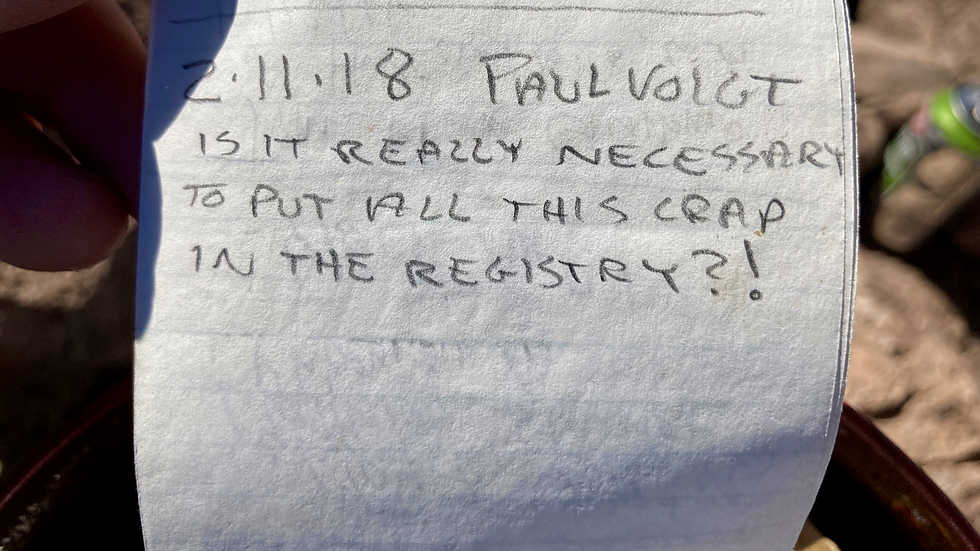 2.11.18 PAUL VOIGT
IS IT REALLY NECESSARY
TO PUT ALL THIS CRAP
IN THE REGISTRY?!